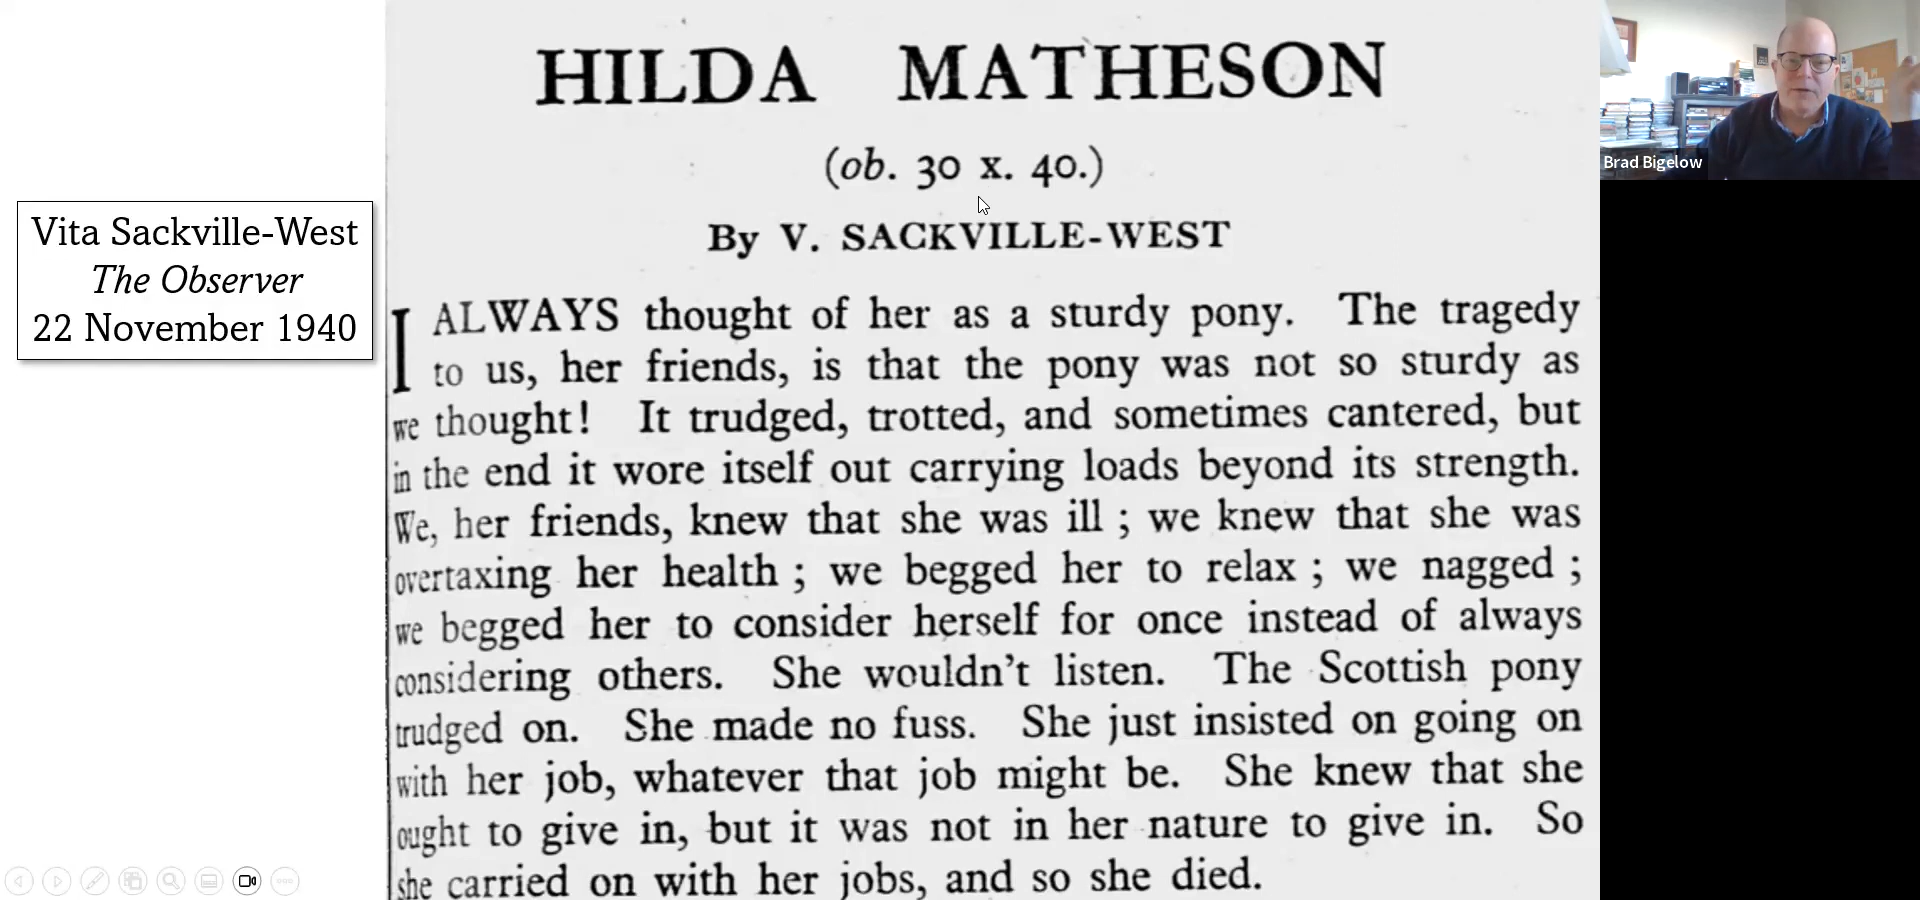 Vita Sackville-West
The Observer
22 November 1940
HILDA MATHESON
(ob. 30 x. 40.)
By V. SACKVILLE-WEST
I ALWAYS thought of her as a sturdy pony. The tragedy
to us, her friends, is that the pony was not so sturdy as
we thought! It trudged, trotted, and sometimes cantered, but
in the end it wore itself out carrying loads beyond its strength.
We, her friends, knew that she was ill ; we knew that she was
overtaxing her health ; we begged her to relax ; we nagged ;
we begged her to consider herself for once instead of always
considering others. She wouldn't listen. The Scottish pony
trudged on. She made no fuss. She just insisted on going on
with her job, whatever that job might be. She knew that she
ought to give in, but it was not in her nature to give in. So
she carried on with her jobs, and so she died.
Brad Bigelow